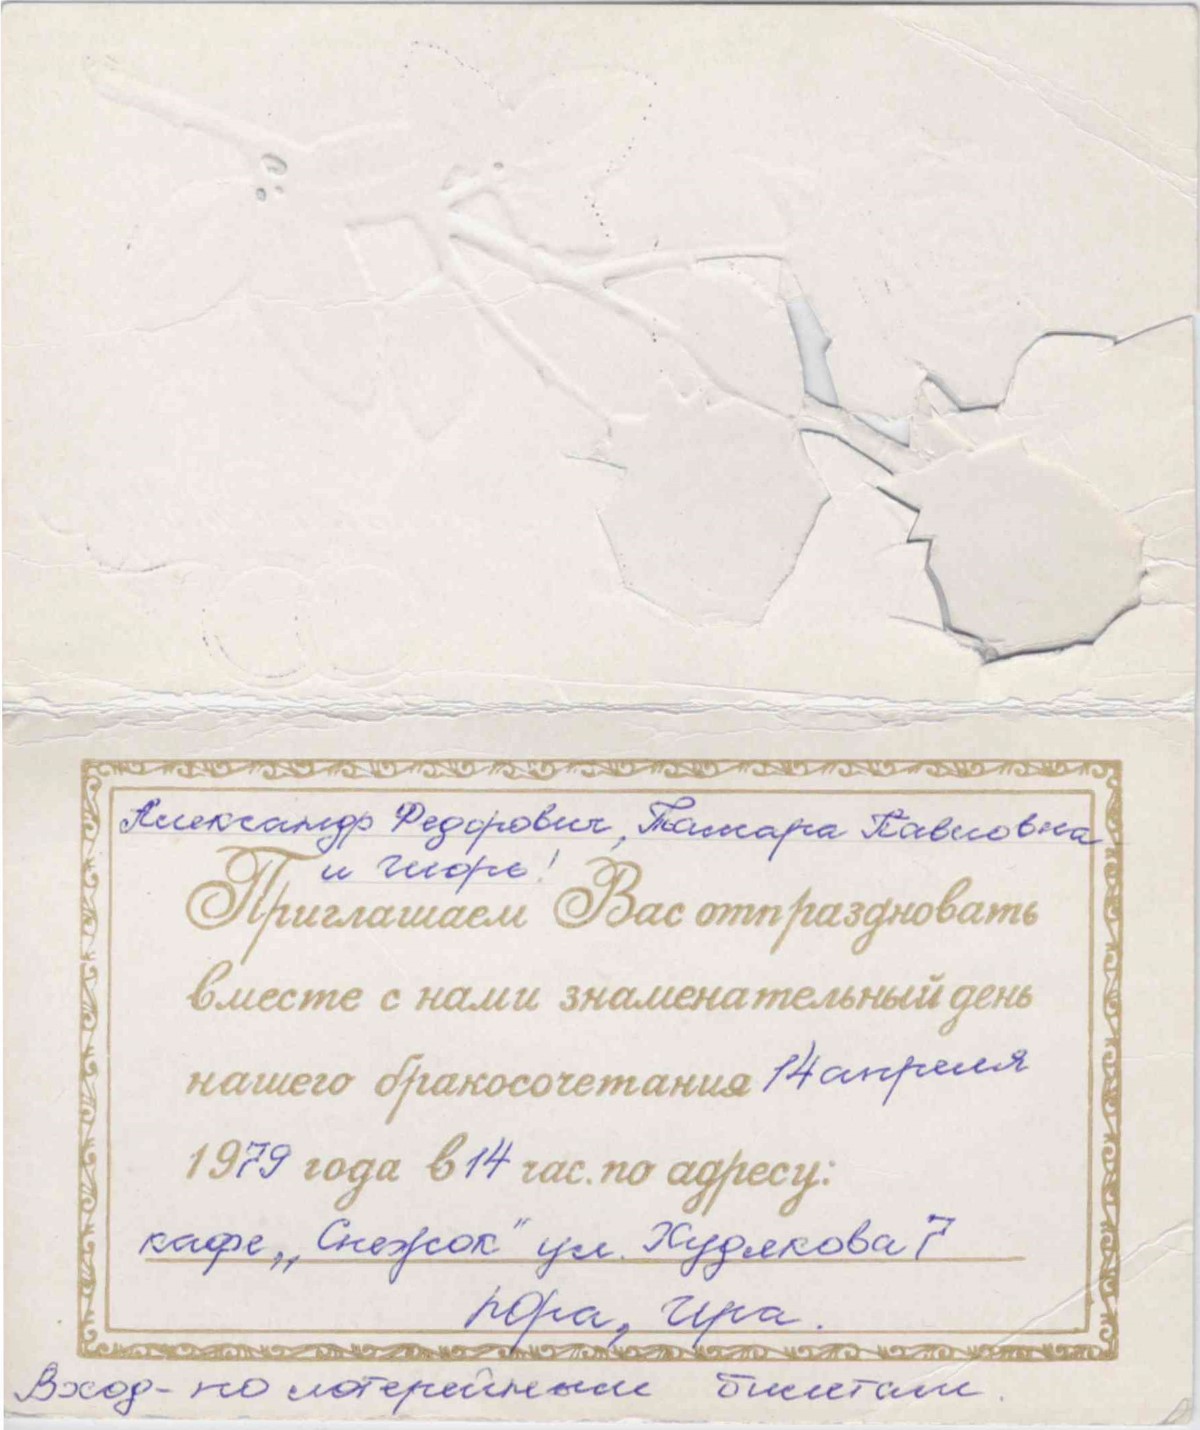 Александр Федорович, Тамара Павловна
и Игорь!
Приглашаем Вас отпраздновать
вместе с нами знаменательный день
нашего бракосочетания 14 апреля
1979 года в 14 час. по адресу:
кафе „Снежок" ул. Худякова 7
Юра, Ира.
Вход - по лотерейным билетам.